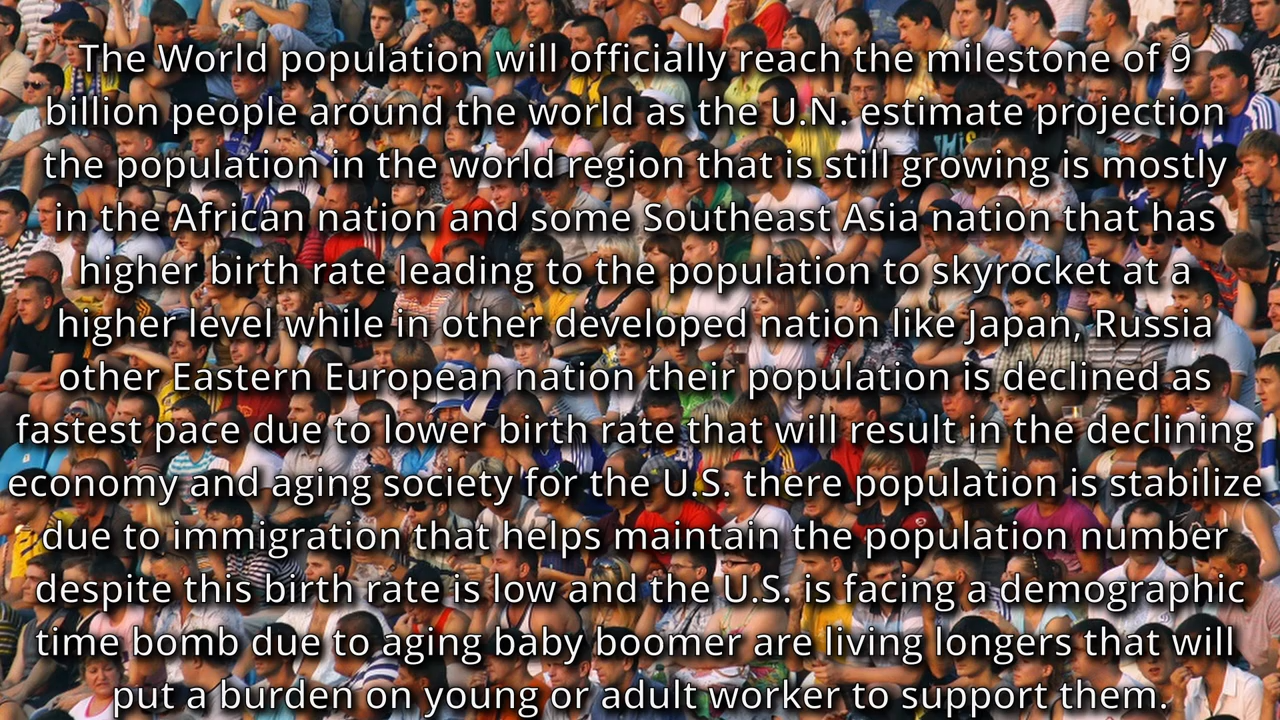 The World population will officially reach the milestone of 9
billion people around the world as the U.N. estimate projection
the population in the world region that is still growing is mostly
in the African nation and some Southeast Asia nation that has
higher birth rate leading to the population to skyrocket at a
higher level while in other developed nation like Japan, Russia
other Eastern European nation their population is declined as
fastest pace due to lower birth rate that will result in the declining
economy and aging society for the U.S. there population is stabilize
due to immigration that helps maintain the population number
despite this birth rate is low and the U.S. is facing a demographic
time bomb due to aging baby boomer are living longers that will
put a burden on young or adult worker to support them.